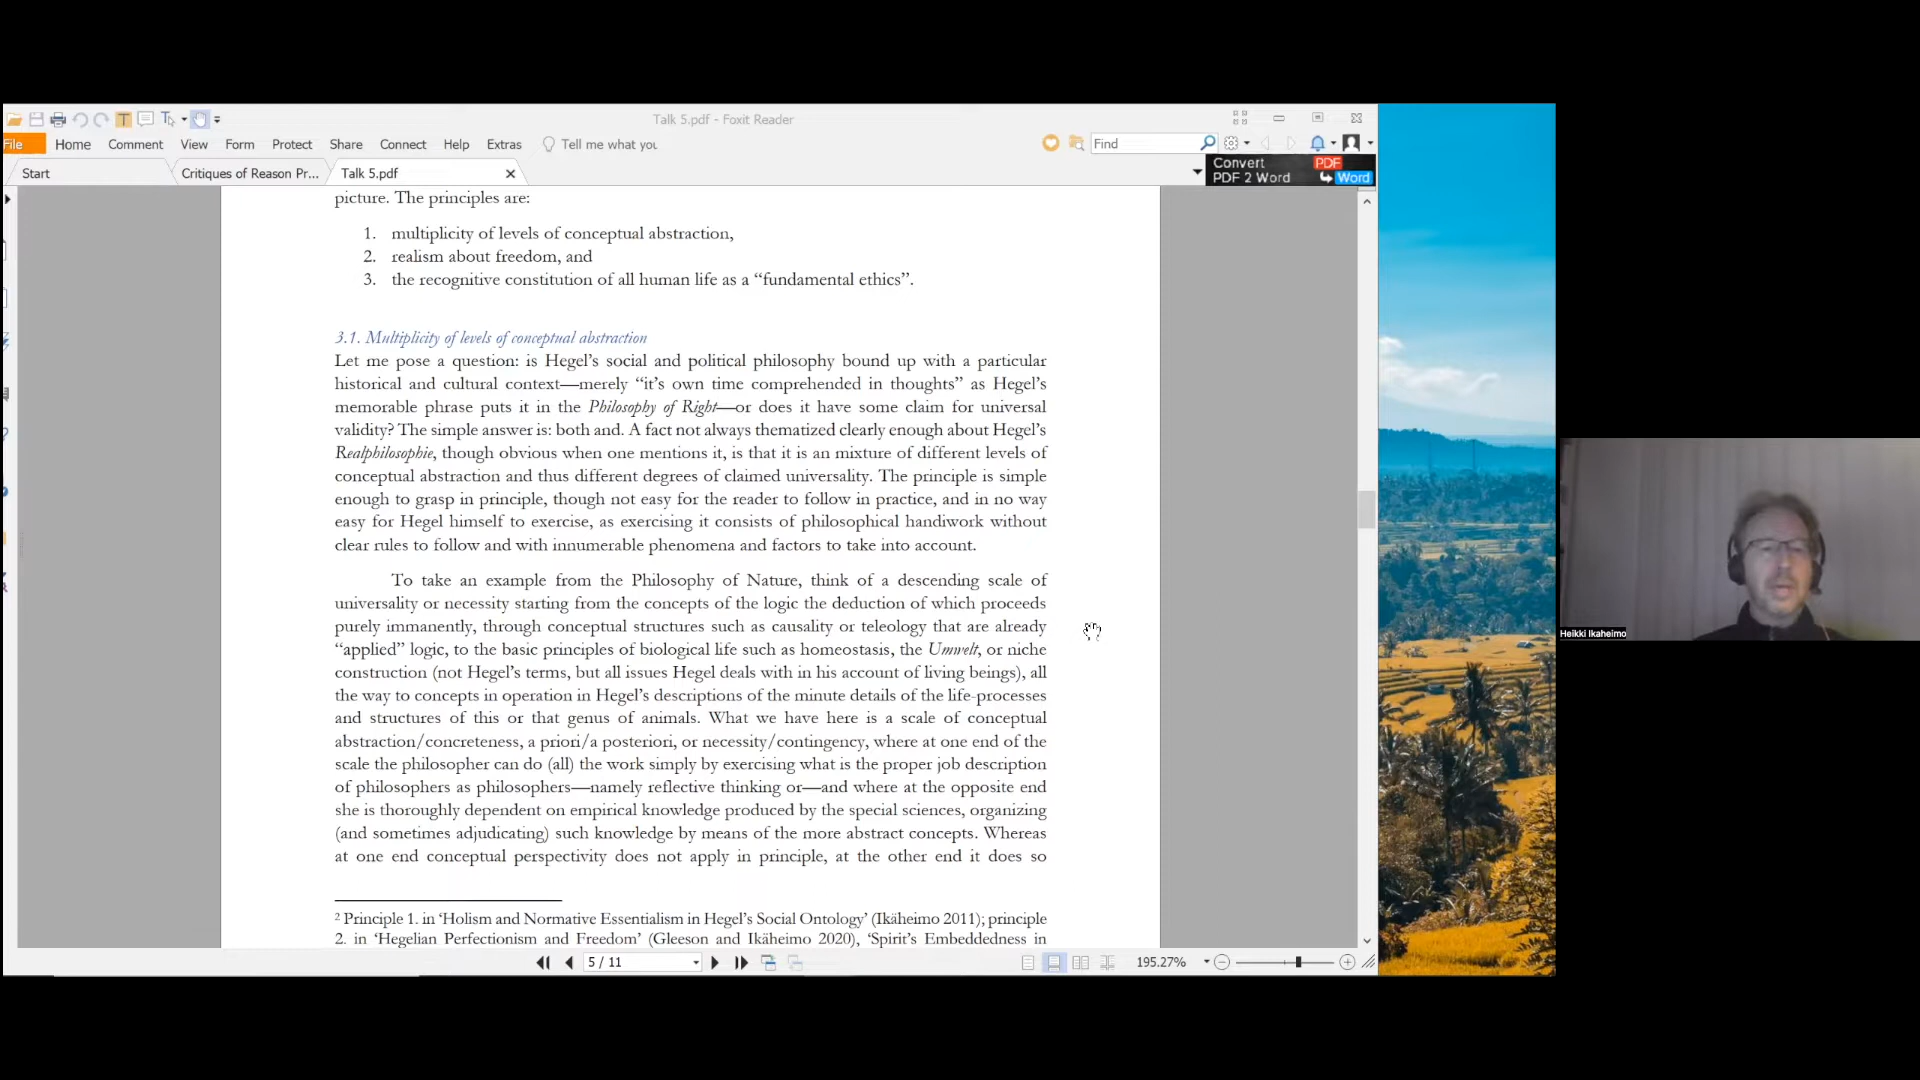 Talk 5.pdf - Foxit Reader
File Home Comment View Form Protect Share Connect Help Extras Tell me what you
Find
Convert PDF
PDF 2 Word Word
Start Critiques of Reason Pr... Talk 5.pdf
picture. The principles are:
1. multiplicity of levels of conceptual abstraction,
2. realism about freedom, and
3. the recognitive constitution of all human life as a “fundamental ethics”.
3.1. Multiplicity of levels of conceptual abstraction
Let me pose a question: is Hegel’s social and political philosophy bound up with a particular
historical and cultural context—merely “it’s own time comprehended in thoughts” as Hegel’s
memorable phrase puts it in the Philosophy of Right—or does it have some claim for universal
validity? The simple answer is: both and. A fact not always thematized clearly enough about Hegel’s
Realphilosophie, though obvious when one mentions it, is that it is an mixture of different levels of
conceptual abstraction and thus different degrees of claimed universality. The principle is simple
enough to grasp in principle, though not easy for the reader to follow in practice, and in no way
easy for Hegel himself to exercise, as exercising it consists of philosophical handiwork without
clear rules to follow and with innumerable phenomena and factors to take into account.
To take an example from the Philosophy of Nature, think of a descending scale of
universality or necessity starting from the concepts of the logic the deduction of which proceeds
purely immanently, through conceptual structures such as causality or teleology that are already
“applied” logic, to the basic principles of biological life such as homeostasis, the Umwelt, or niche
construction (not Hegel’s terms, but all issues Hegel deals with in his account of living beings), all
the way to concepts in operation in Hegel’s descriptions of the minute details of the life-processes
and structures of this or that genus of animals. What we have here is a scale of conceptual
abstraction/concreteness, a priori/a posteriori, or necessity/contingency, where at one end of the
scale the philosopher can do (all) the work simply by exercising what is the proper job description
of philosophers as philosophers—namely reflective thinking or—and where at the opposite end
she is thoroughly dependent on empirical knowledge produced by the special sciences, organizing
(and sometimes adjudicating) such knowledge by means of the more abstract concepts. Whereas
at one end conceptual perspectivity does not apply in principle, at the other end it does so
2 Principle 1. in ‘Holism and Normative Essentialism in Hegel’s Social Ontology’ (Ikäheimo 2011); principle
2. in ‘Hegelian Perfectionism and Freedom’ (Gleeson and Ikäheimo 2020), ‘Spirit’s Embeddedness in
5 / 11
195.27%
Heikki Ikaheimo